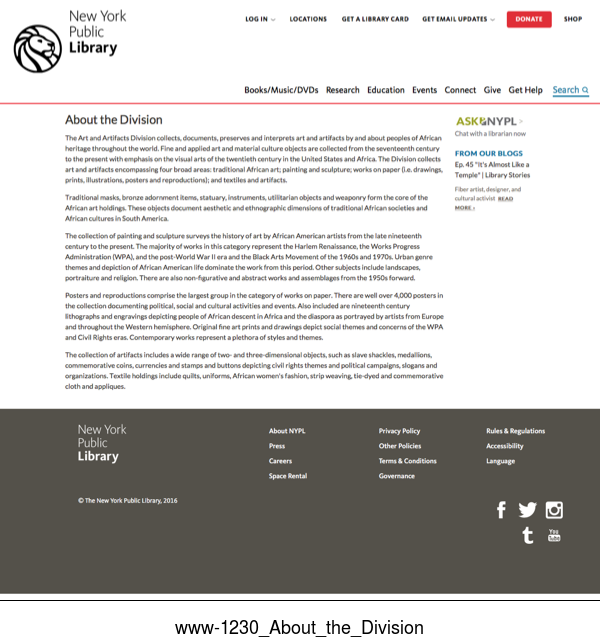 New York
Public
Library
LOG IN LOCATIONS GET A LIBRARY CARD GET EMAIL UPDATES DONATE SHOP
Books/Music/DVDs Research Education Events Connect Give Get Help Search
About the Division
The Art and Artifacts Division collects, documents, preserves and interprets art and artifacts by and about peoples of African
heritage throughout the world. Fine and applied art and material culture objects are collected from the seventeenth century
to the present with emphasis on the visual arts of the twentieth century in the United States and Africa. The Division collects
art and artifacts encompassing four broad areas: traditional African art; painting and sculpture; works on paper (i.e. drawings,
prints, illustrations, posters and reproductions); and textiles and artifacts.
Traditional masks, bronze adornment items, statuary, instruments, utilitarian objects and weaponry form the core of the
African art holdings. These objects document aesthetic and ethnographic dimensions of traditional African societies and
African cultures in South America.
The collection of painting and sculpture surveys the history of art by African American artists from the late nineteenth
century to the present. The majority of works in this category represent the Harlem Renaissance, the Works Progress
Administration (WPA), and the post-World War II era and the Black Arts Movement of the 1960s and 1970s. Urban genre
themes and depiction of African American life dominate the work from this period. Other subjects include landscapes,
portraiture and religion. There are also non-figurative and abstract works and assemblages from the 1950s forward.
Posters and reproductions comprise the largest group in the category of works on paper. There are well over 4,000 posters in
the collection documenting political, social and cultural activities and events. Also included are nineteenth century
lithographs and engravings depicting people of African descent in Africa and the diaspora as portrayed by artists from Europe
and throughout the Western hemisphere. Original fine art prints and drawings depict social themes and concerns of the WPA
and Civil Rights eras. Contemporary works represent a plethora of styles and themes.
The collection of artifacts includes a wide range of two- and three-dimensional objects, such as slave shackles, medallions,
commemorative coins, currencies and stamps and buttons depicting civil rights themes and political campaigns, slogans and
organizations. Textile holdings include quilts, uniforms, African women's fashion, strip weaving, tie-dyed and commemorative
cloth and appliques.
ASK NYPL >
Chat with a librarian now
FROM OUR BLOGS
Ep. 45 "It's Almost Like a
Temple" | Library Stories
Fiber artist, designer, and
cultural activist READ
MORE ›
New York
Public
Library
About NYPL
Press
Careers
Space Rental
Privacy Policy
Other Policies
Terms & Conditions
Governance
Rules & Regulations
Accessibility
Language
© The New York Public Library, 2016
f
t
You
Tube
www-1230_About_the_Division